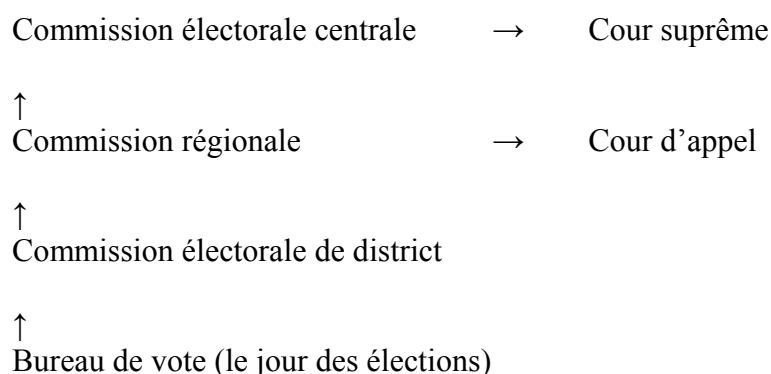 Commission électorale centrale → Cour suprême
↑
Commission régionale → Cour d’appel
↑
Commission électorale de district
↑
Bureau de vote (le jour des élections)